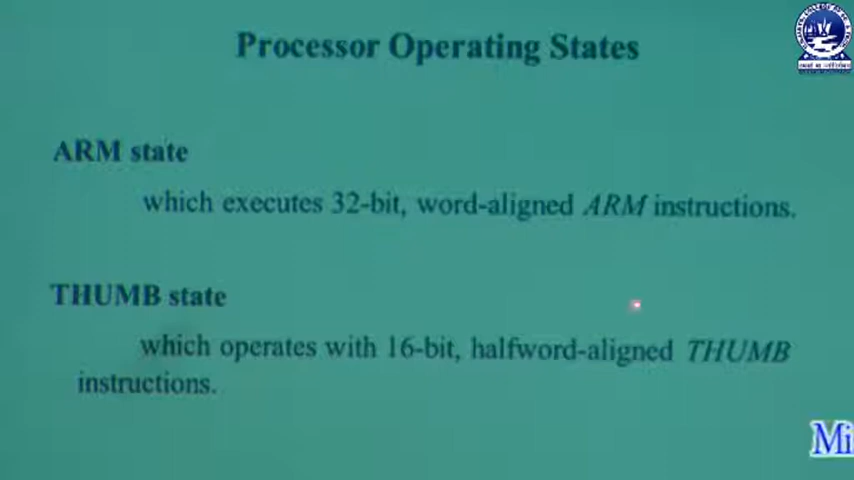 Processor Operating States
ARM state
which executes 32-bit, word-aligned ARM instructions.
THUMB state
which operates with 16-bit, halfword-aligned THUMB
instructions.
Mi